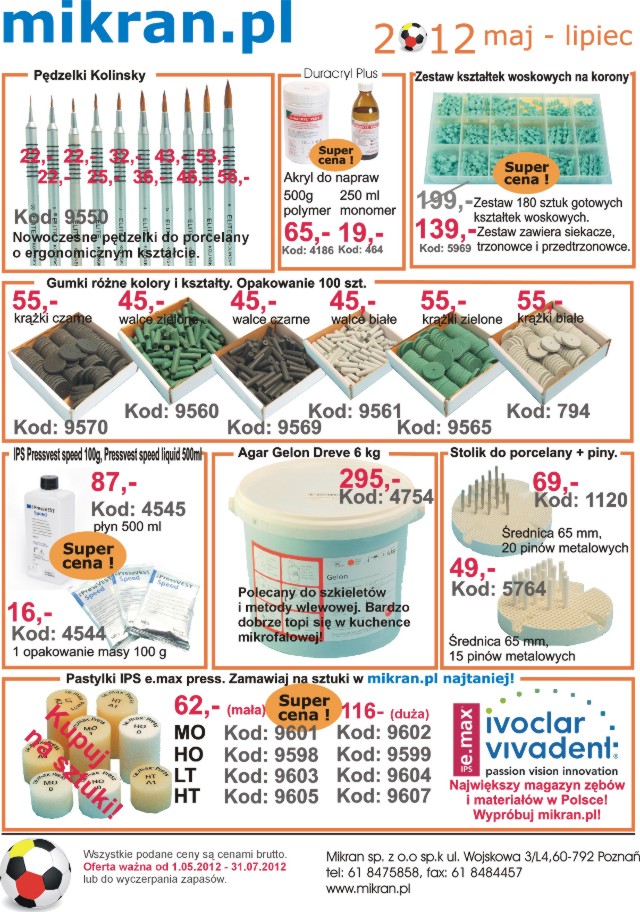 mikran.pl
2012 maj - lipiec
Pędzelki Kolinsky
22,- 22,- 32,- 43,- 53,-
22,- 25,- 36,- 46,- 56,-
Kod: 9550
Nowoczesne pędzelki do porcelany
o ergonomicznym kształcie.
Duracryl Plus
Super
cena !
Akryl do napraw
500g 250 ml
polymer monomer
65,- 19,-
Kod: 4186 Kod: 464
Zestaw kształtek woskowych na korony
Super
cena !
199,- Zestaw 180 sztuk gotowych
kształtek woskowych.
139,- Zestaw zawiera siekacze,
Kod: 5969 trzonowce i przedtrzonowce.
Gumki różne kolory i kształty. Opakowanie 100 szt.
55,- 45,- 45,- 45,- 55,- 55,-
krążki czarne walce zielone walce czarne walce białe krążki zielone krążki białe
Kod: 9570 Kod: 9560 Kod: 9569 Kod: 9561 Kod: 9565 Kod: 794
IPS Pressvest speed 100g, Pressvest speed liquid 500ml
87,-
Kod: 4545
płyn 500 ml
Super
cena !
16,-
Kod: 4544
1 opakowanie masy 100 g
Agar Gelon Dreve 6 kg
295,-
Kod: 4754
Gelon
Polecany do szkieletów
i metody wlewowej. Bardzo
dobrze topi się w kuchence
mikrofalowej!
Stolik do porcelany + piny.
69,-
Kod: 1120
Średnica 65 mm,
20 pinów metalowych
49,-
Kod: 5764
Średnica 65 mm,
15 pinów metalowych
Pastylki IPS e.max press. Zamawiaj na sztuki w mikran.pl najtaniej!
Kupuj
na sztuki!
62,- (mała) Super
cena ! 116- (duża)
MO Kod: 9601 Kod: 9602
HO Kod: 9598 Kod: 9599
LT Kod: 9603 Kod: 9604
HT Kod: 9605 Kod: 9607
IPS e.max
ivoclar
vivadent
passion vision innovation
Największy magazyn zębów
i materiałów w Polsce!
Wypróbuj mikran.pl!
Wszystkie podane ceny są cenami brutto.
Oferta ważna od 1.05.2012 - 31.07.2012
lub do wyczerpania zapasów.
Mikran sp. z o.o sp.k ul. Wojskowa 3/L4,60-792 Poznań
tel: 61 8475858, fax: 61 8484457
www.mikran.pl